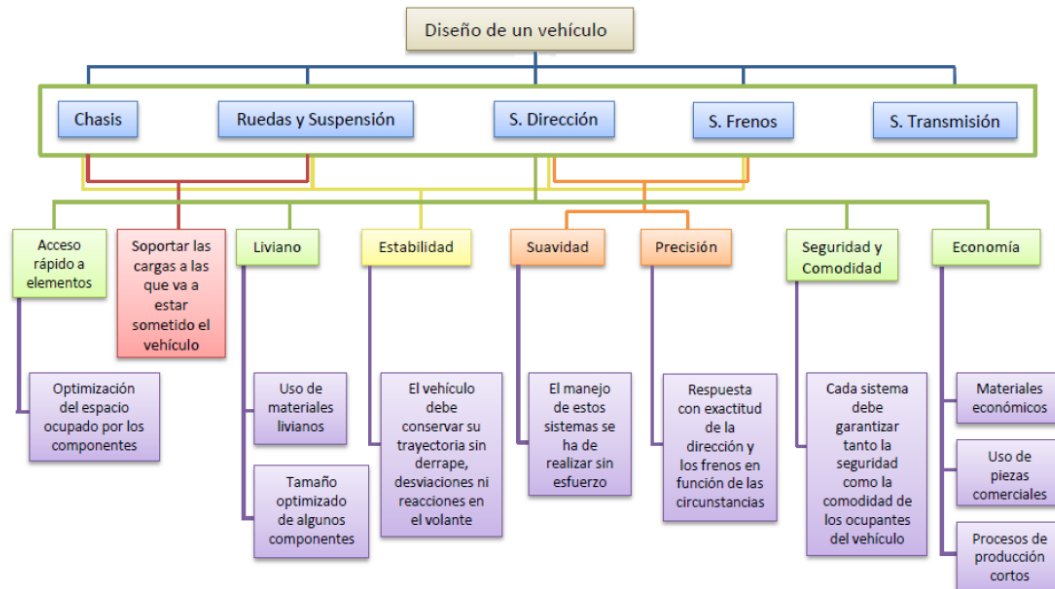 Diseño de un vehículo
Chasis
Ruedas y Suspensión
S. Dirección
S. Frenos
S. Transmisión
Acceso
rápido a
elementos
Soportar las
cargas a las
que va a
estar
sometido el
vehículo
Liviano
Estabilidad
Suavidad
Precisión
Seguridad y
Comodidad
Economía
Optimización
del espacio
ocupado por los
componentes
Uso de
materiales
livianos
Tamaño
optimizado
de algunos
componentes
El vehículo
debe
conservar su
trayectoria sin
derrape,
desviaciones ni
reacciones en
el volante
El manejo
de estos
sistemas se
ha de
realizar sin
esfuerzo
Respuesta
con exactitud
de la
dirección y
los frenos en
función de las
circunstancias
Cada sistema
debe
garantizar
tanto la
seguridad
como la
comodidad de
los ocupantes
del vehículo
Materiales
económicos
Uso de
piezas
comerciales
Procesos de
producción
cortos